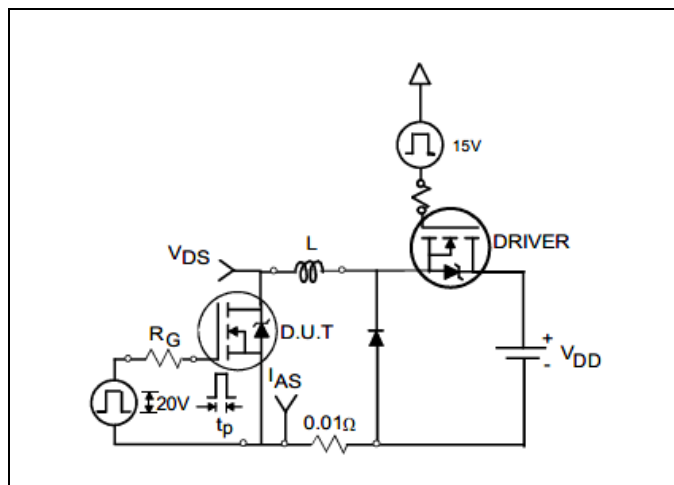 15V
DRIVER
L
VDS
D.U.T
RG
IAS
20V
tp
0.01Ω
+
VDD
-